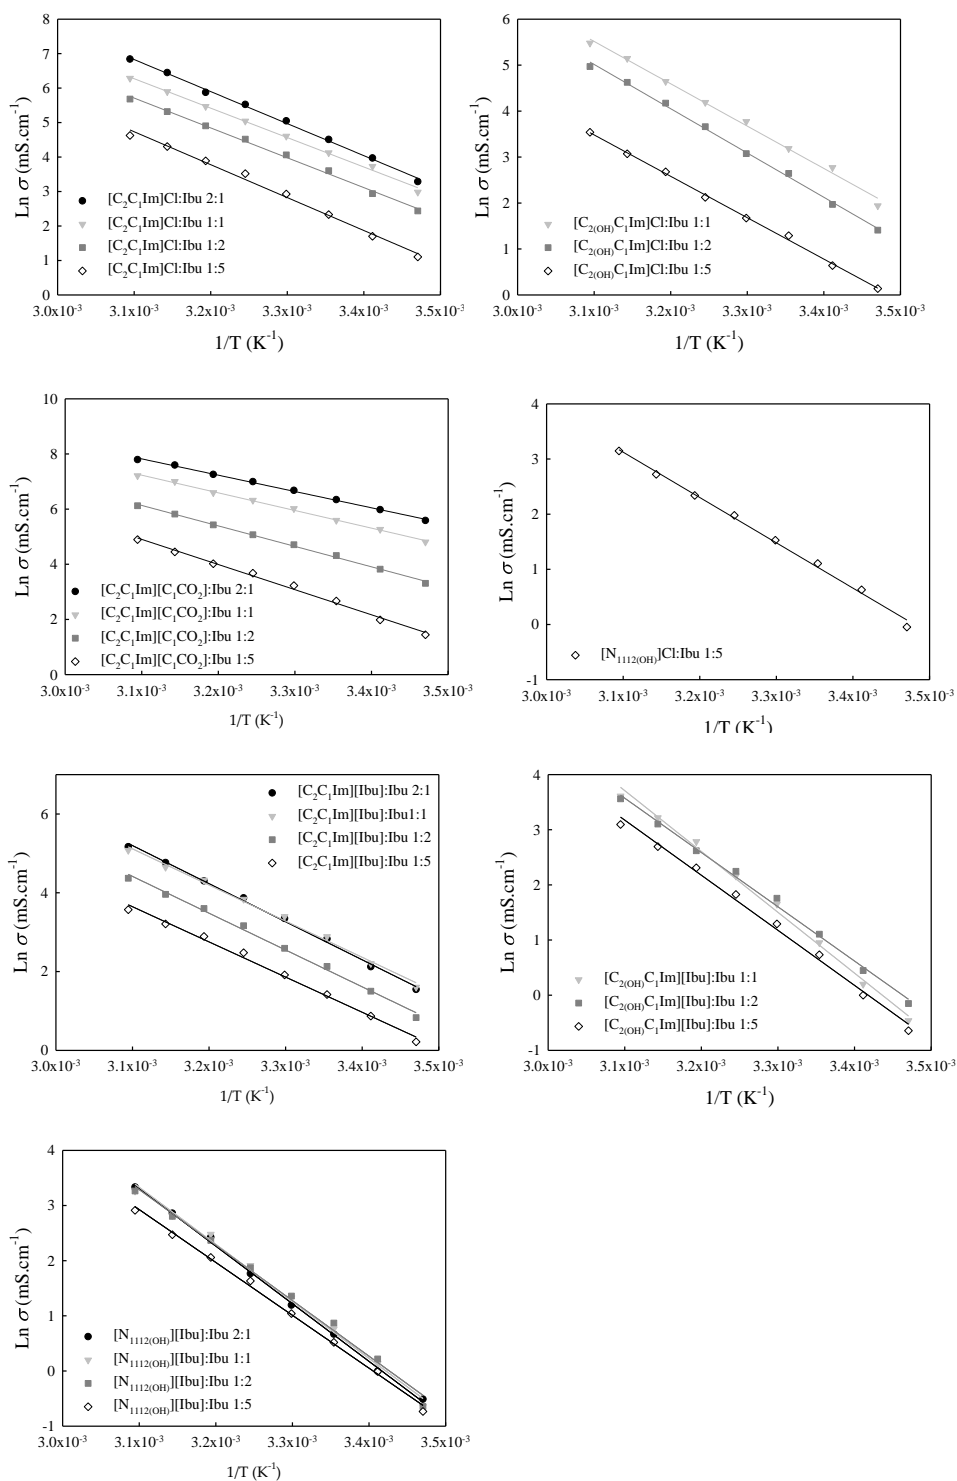 8
7
6
5
4
3
2
1
0
Ln σ (mS.cm-1)
[C2C1Im]Cl:Ibu 2:1
[C2C1Im]Cl:Ibu 1:1
[C2C1Im]Cl:Ibu 1:2
[C2C1Im]Cl:Ibu 1:5
3.0x10-3 3.1x10-3 3.2x10-3 3.3x10-3 3.4x10-3 3.5x10-3
1/T (K-1)
6
5
4
3
2
1
0
Ln σ (mS.cm-1)
[C2(OH)C1Im]Cl:Ibu 1:1
[C2(OH)C1Im]Cl:Ibu 1:2
[C2(OH)C1Im]Cl:Ibu 1:5
3.0x10-3 3.1x10-3 3.2x10-3 3.3x10-3 3.4x10-3 3.5x10-3
1/T (K-1)
10
8
6
4
2
0
Ln σ (mS.cm-1)
[C2C1Im][C1CO2]:Ibu 2:1
[C2C1Im][C1CO2]:Ibu 1:1
[C2C1Im][C1CO2]:Ibu 1:2
[C2C1Im][C1CO2]:Ibu 1:5
3.0x10-3 3.1x10-3 3.2x10-3 3.3x10-3 3.4x10-3 3.5x10-3
1/T (K-1)
4
3
2
1
0
-1
Ln σ (mS.cm-1)
[N1112(OH)]Cl:Ibu 1:5
3.0x10-3 3.1x10-3 3.2x10-3 3.3x10-3 3.4x10-3 3.5x10-3
1/T (K-1)
6
4
2
0
Ln σ (mS.cm-1)
[C2C1Im][Ibu]:Ibu 2:1
[C2C1Im][Ibu]:Ibu1:1
[C2C1Im][Ibu]:Ibu 1:2
[C2C1Im][Ibu]:Ibu 1:5
3.0x10-3 3.1x10-3 3.2x10-3 3.3x10-3 3.4x10-3 3.5x10-3
1/T (K-1)
4
3
2
1
0
-1
Ln σ (mS.cm-1)
[C2(OH)C1Im][Ibu]:Ibu 1:1
[C2(OH)C1Im][Ibu]:Ibu 1:2
[C2(OH)C1Im][Ibu]:Ibu 1:5
3.0x10-3 3.1x10-3 3.2x10-3 3.3x10-3 3.4x10-3 3.5x10-3
1/T (K-1)
4
3
2
1
0
-1
Ln σ (mS.cm-1)
[N1112(OH)][Ibu]:Ibu 2:1
[N1112(OH)][Ibu]:Ibu 1:1
[N1112(OH)][Ibu]:Ibu 1:2
[N1112(OH)][Ibu]:Ibu 1:5
3.0x10-3 3.1x10-3 3.2x10-3 3.3x10-3 3.4x10-3 3.5x10-3
1/T (K-1)